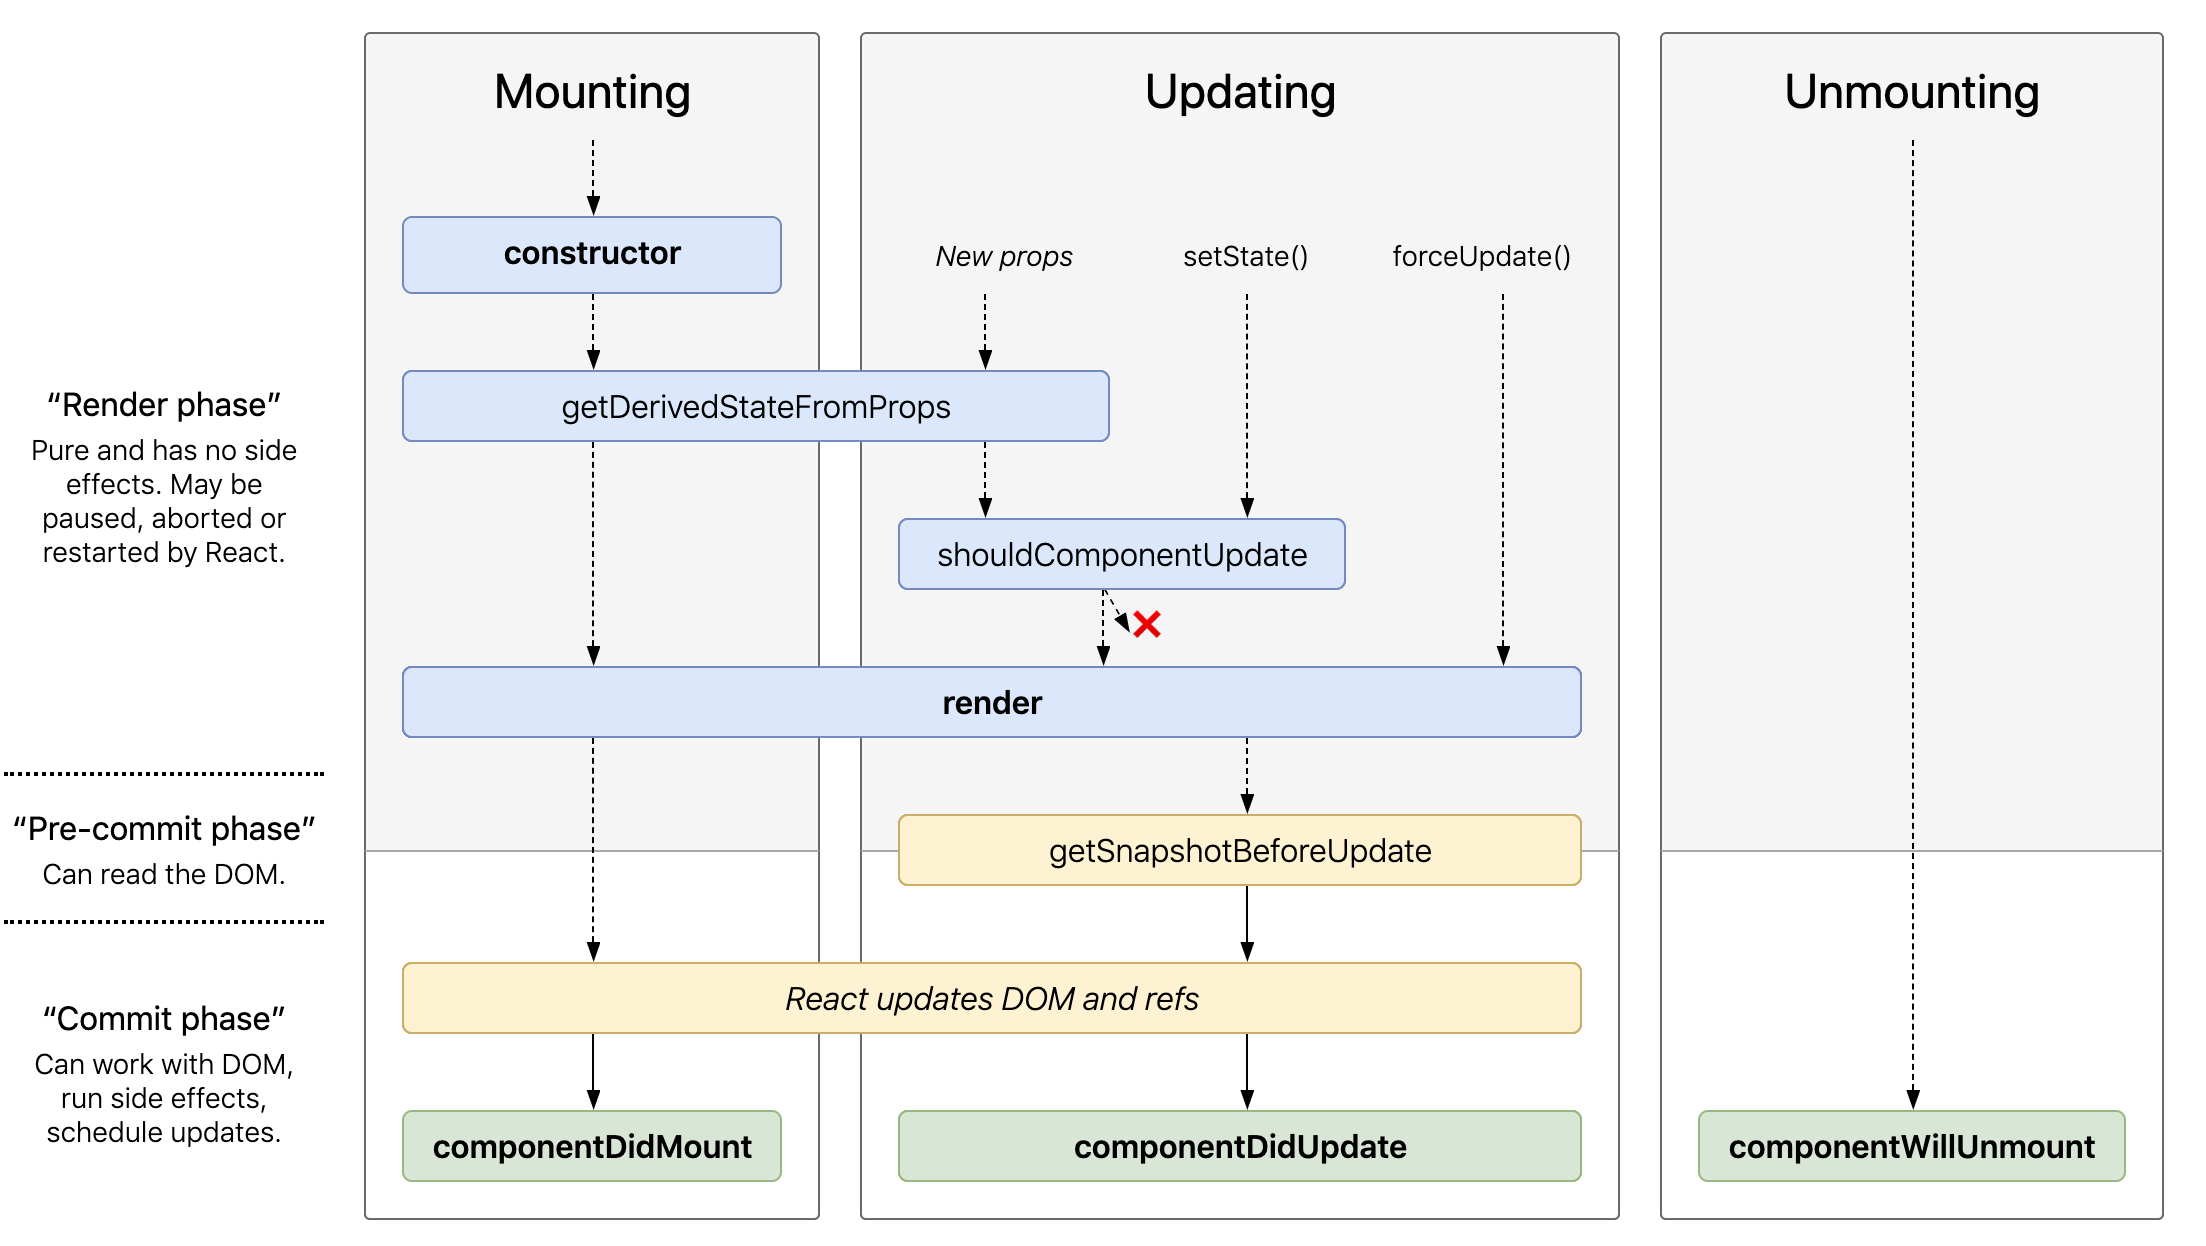 Mounting
Updating
Unmounting
constructor
New props
setState()
forceUpdate()
“Render phase”
Pure and has no side
effects. May be
paused, aborted or
restarted by React.
getDerivedStateFromProps
shouldComponentUpdate
render
“Pre-commit phase”
Can read the DOM.
getSnapshotBeforeUpdate
React updates DOM and refs
“Commit phase”
Can work with DOM,
run side effects,
schedule updates.
componentDidMount
componentDidUpdate
componentWillUnmount